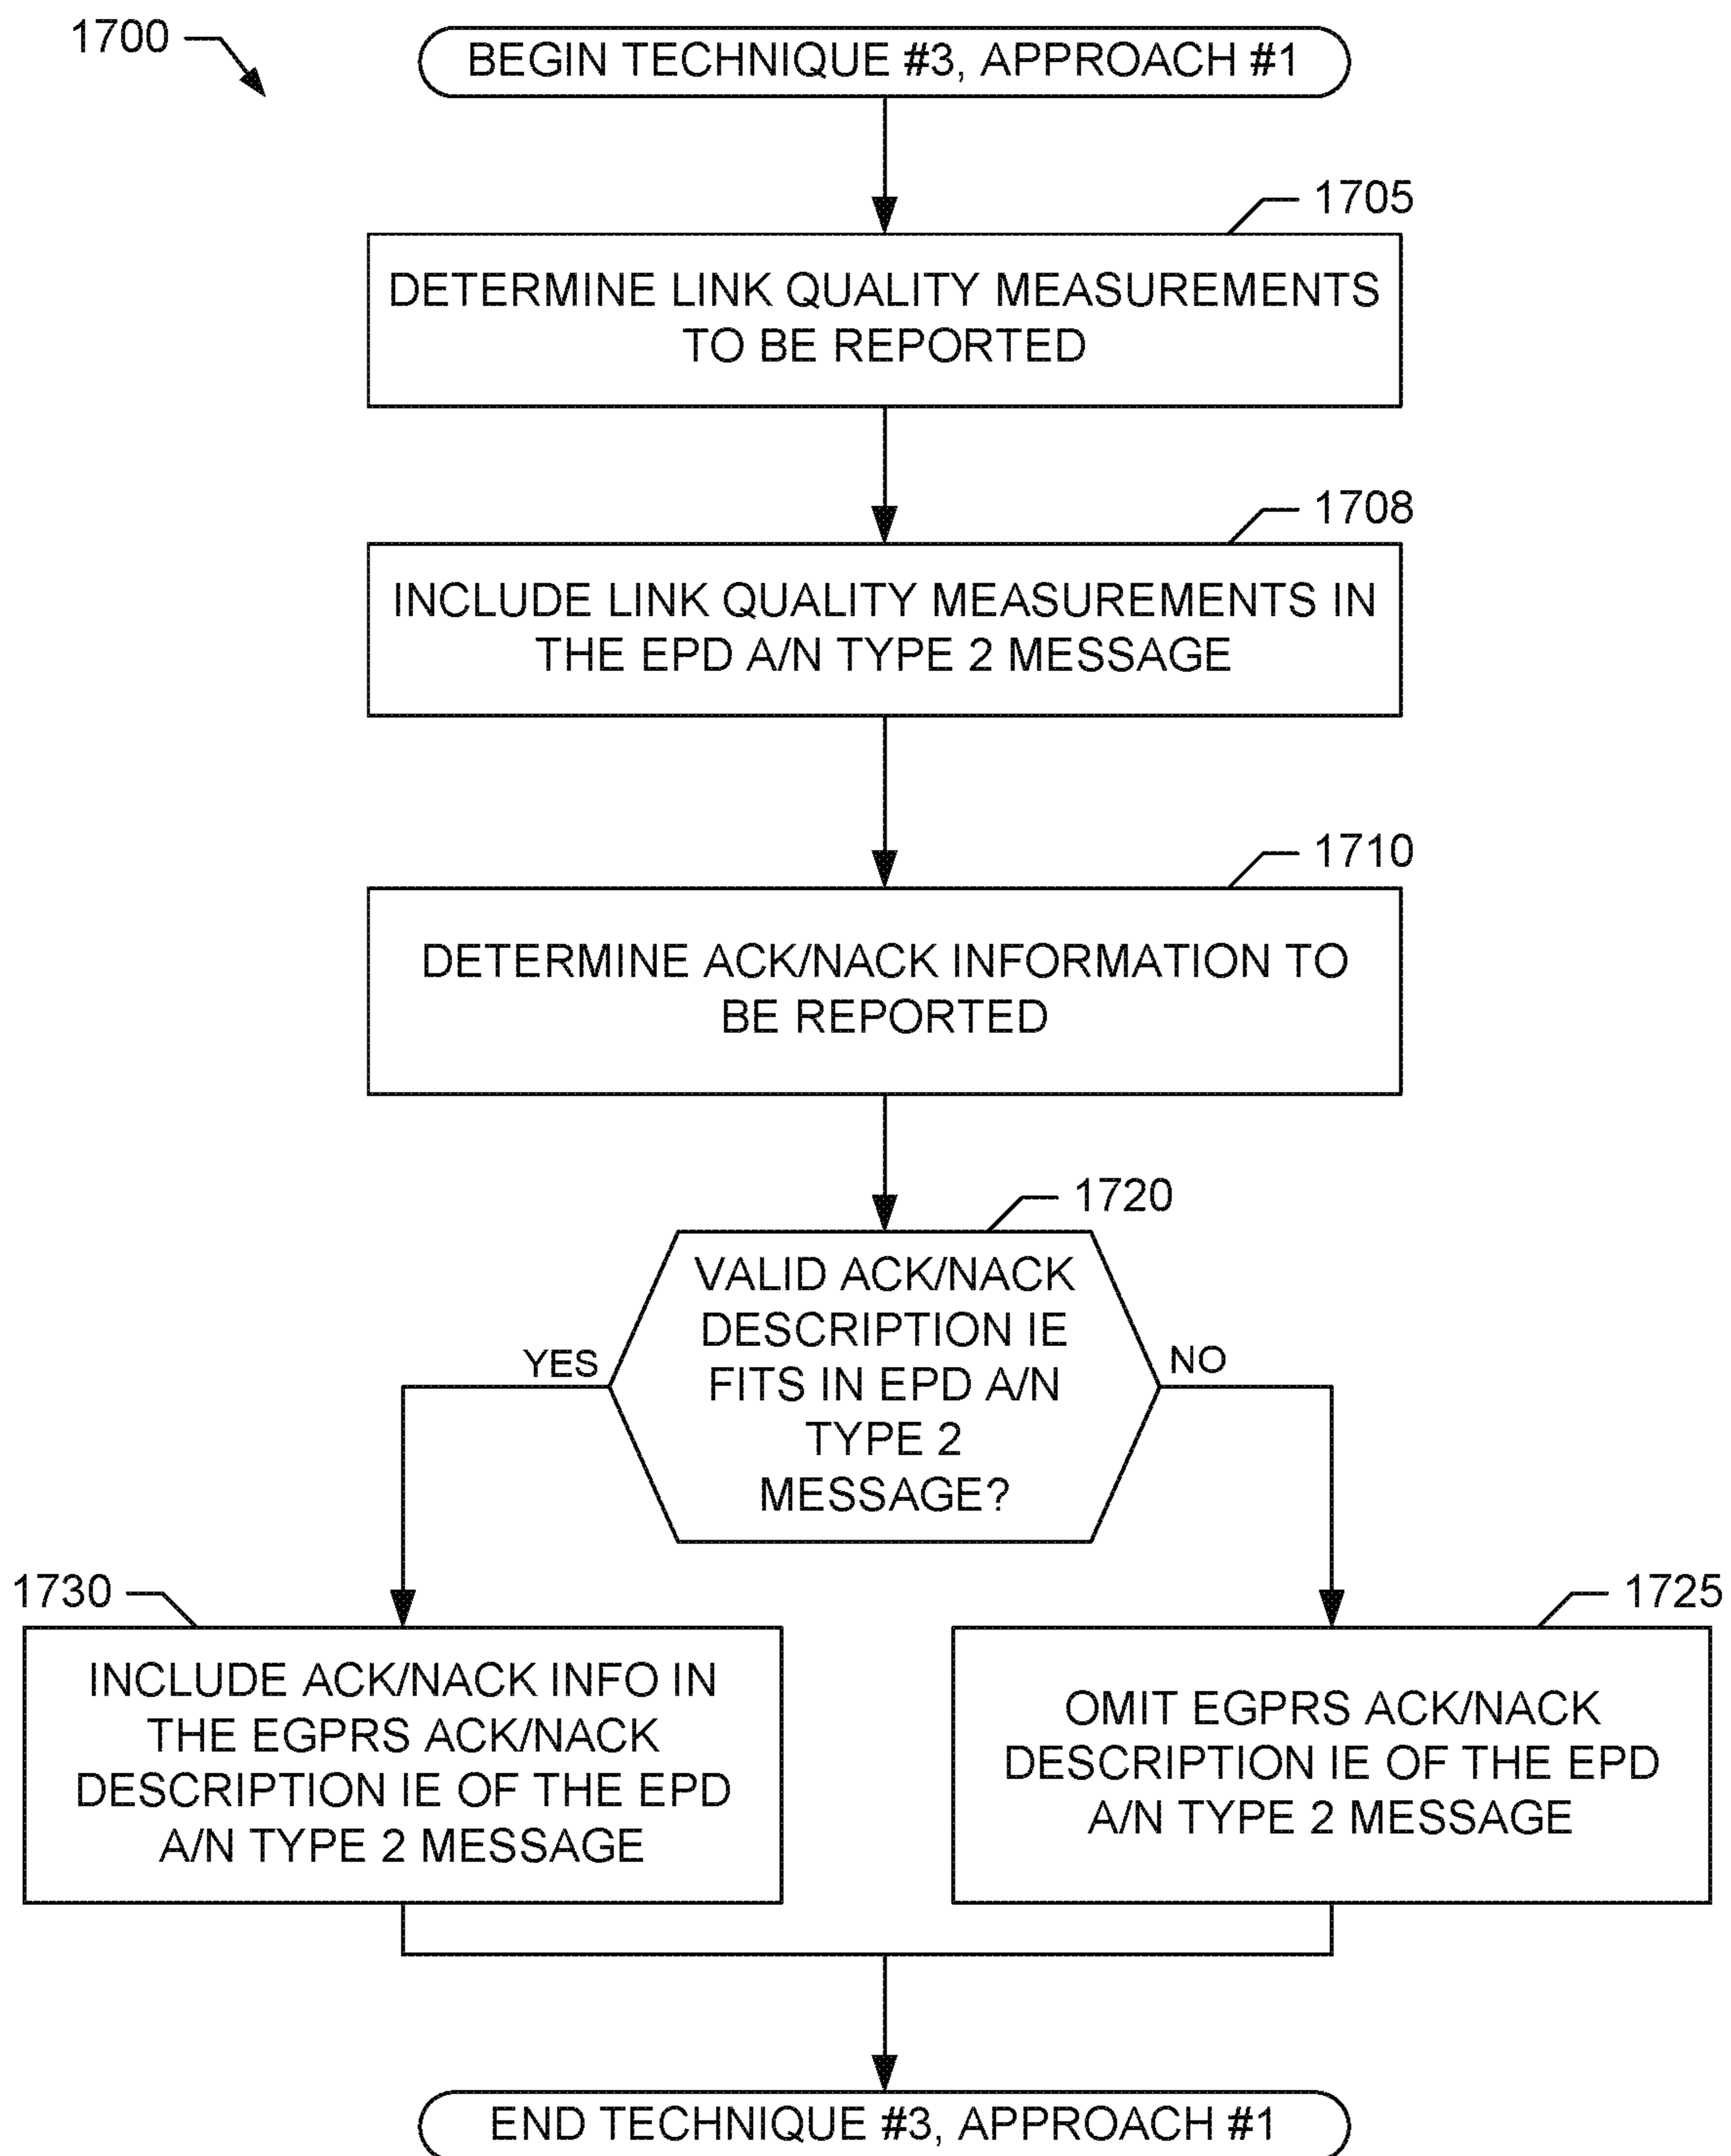 1700
BEGIN TECHNIQUE #3, APPROACH #1
1705
DETERMINE LINK QUALITY MEASUREMENTS
TO BE REPORTED
1708
INCLUDE LINK QUALITY MEASUREMENTS IN
THE EPD A/N TYPE 2 MESSAGE
1710
DETERMINE ACK/NACK INFORMATION TO
BE REPORTED
1720
VALID ACK/NACK
DESCRIPTION IE
FITS IN EPD A/N
TYPE 2
MESSAGE?
YES
NO
1730
INCLUDE ACK/NACK INFO IN
THE EGPRS ACK/NACK
DESCRIPTION IE OF THE EPD
A/N TYPE 2 MESSAGE
1725
OMIT EGPRS ACK/NACK
DESCRIPTION IE OF THE EPD
A/N TYPE 2 MESSAGE
END TECHNIQUE #3, APPROACH #1